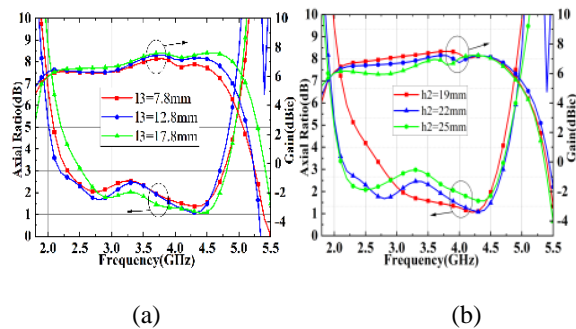 10
9
8
7
6
5
4
3
2
1
Axial Ratio(dB)
10
8
6
4
2
0
-2
-4
Gain(dBic)
l3=7.8mm
l3=12.8mm
l3=17.8mm
2.0 2.5 3.0 3.5 4.0 4.5 5.0 5.5
Frequency(GHz)
(a)
10
9
8
7
6
5
4
3
2
1
0
Axial Ratio(dB)
10
8
6
4
2
0
-2
-4
Gain(dBic)
h2=19mm
h2=22mm
h2=25mm
2.0 2.5 3.0 3.5 4.0 4.5 5.0 5.5
Frequency(GHz)
(b)